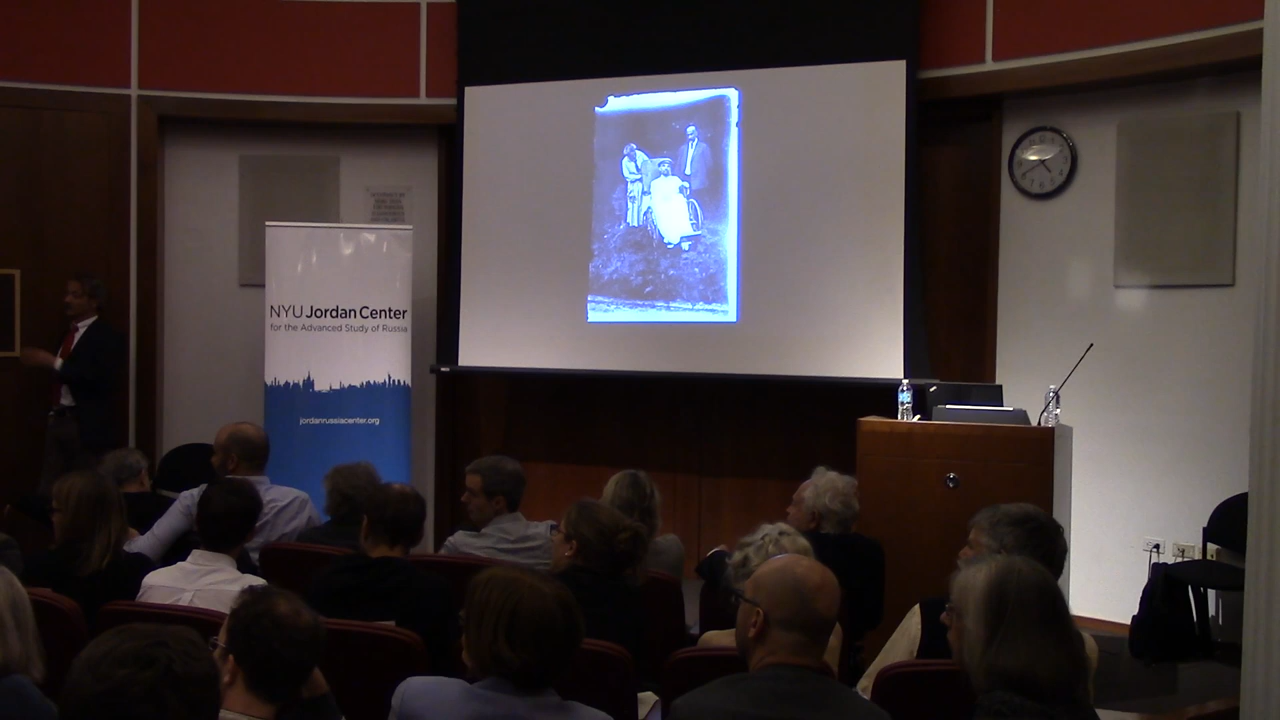 NYU Jordan Center
for the Advanced Study of Russia
jordanrussiacenter.org